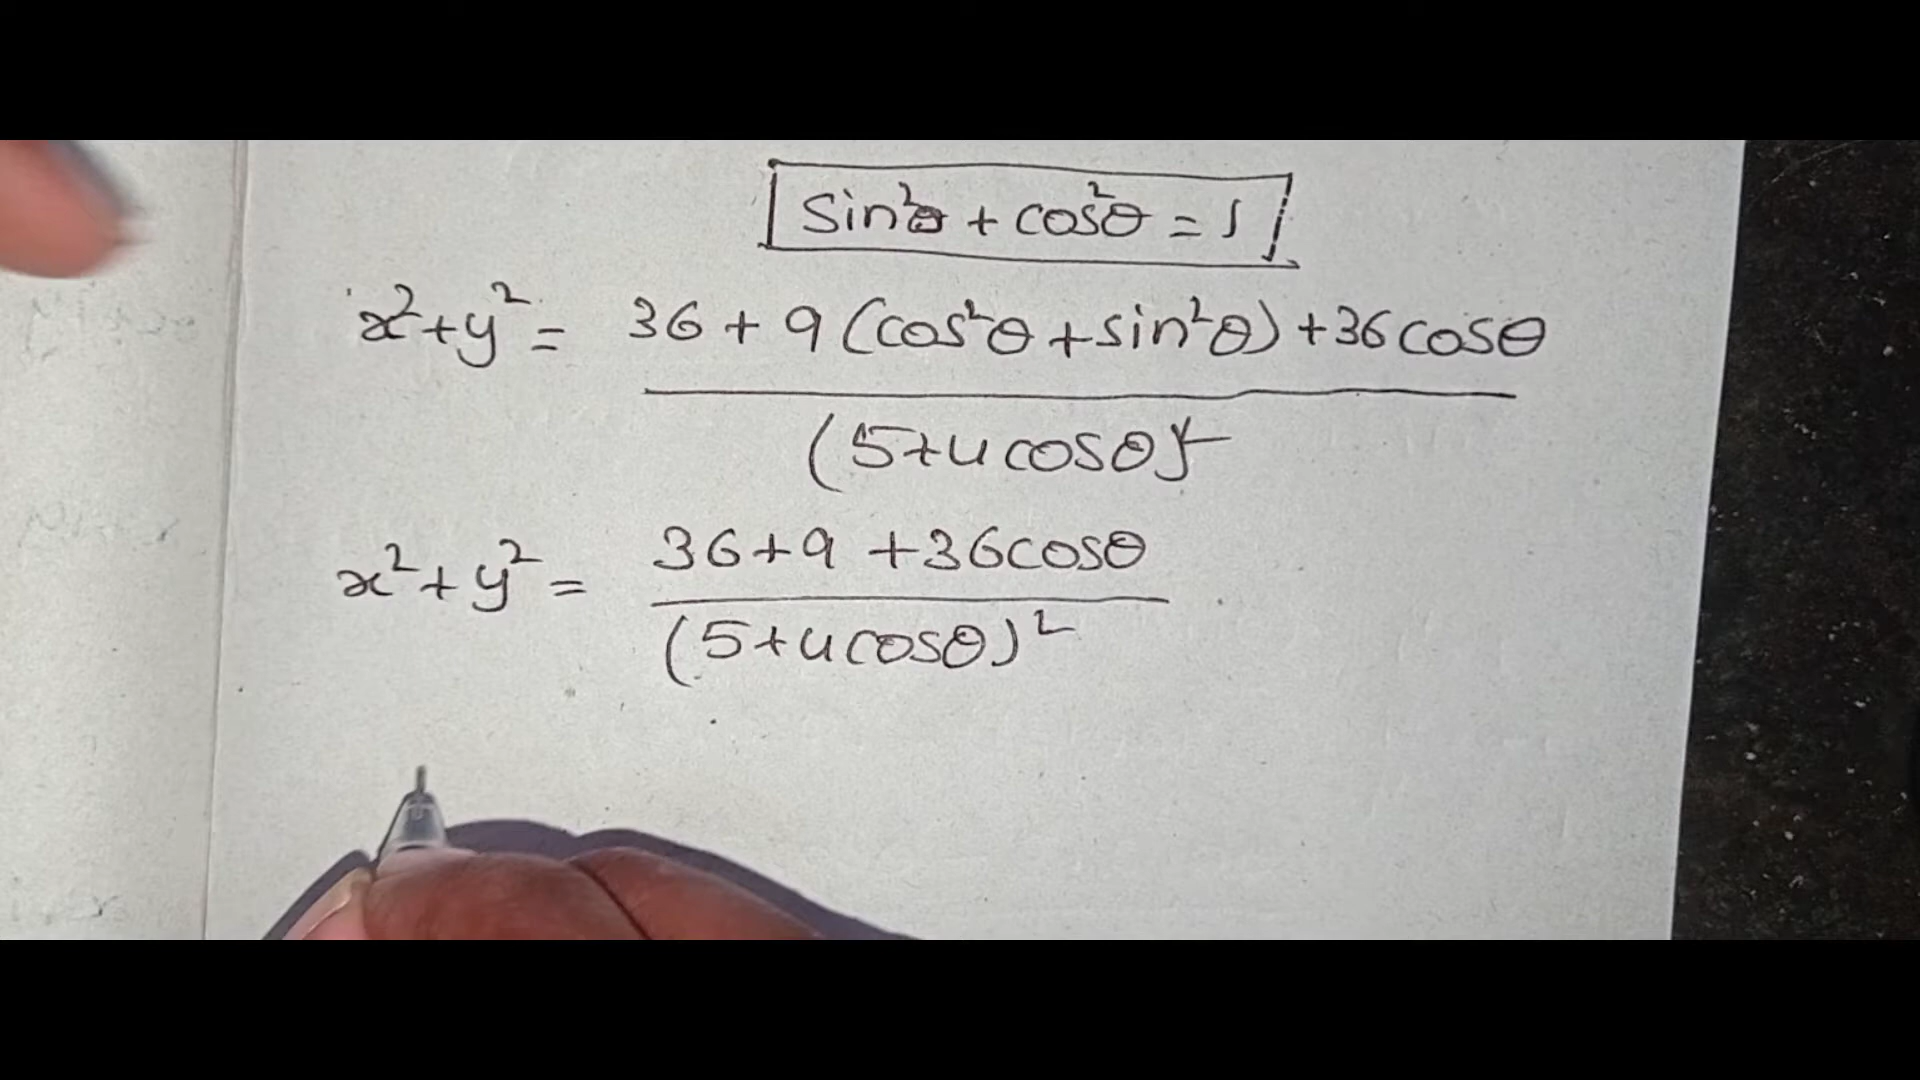 sin²θ + cos²θ = 1
x² + y² = 36 + 9 (cos²θ + sin²θ) + 36 cosθ
(5 + 4 cosθ)²
x² + y² = 36 + 9 + 36 cosθ
(5 + 4 cosθ)²